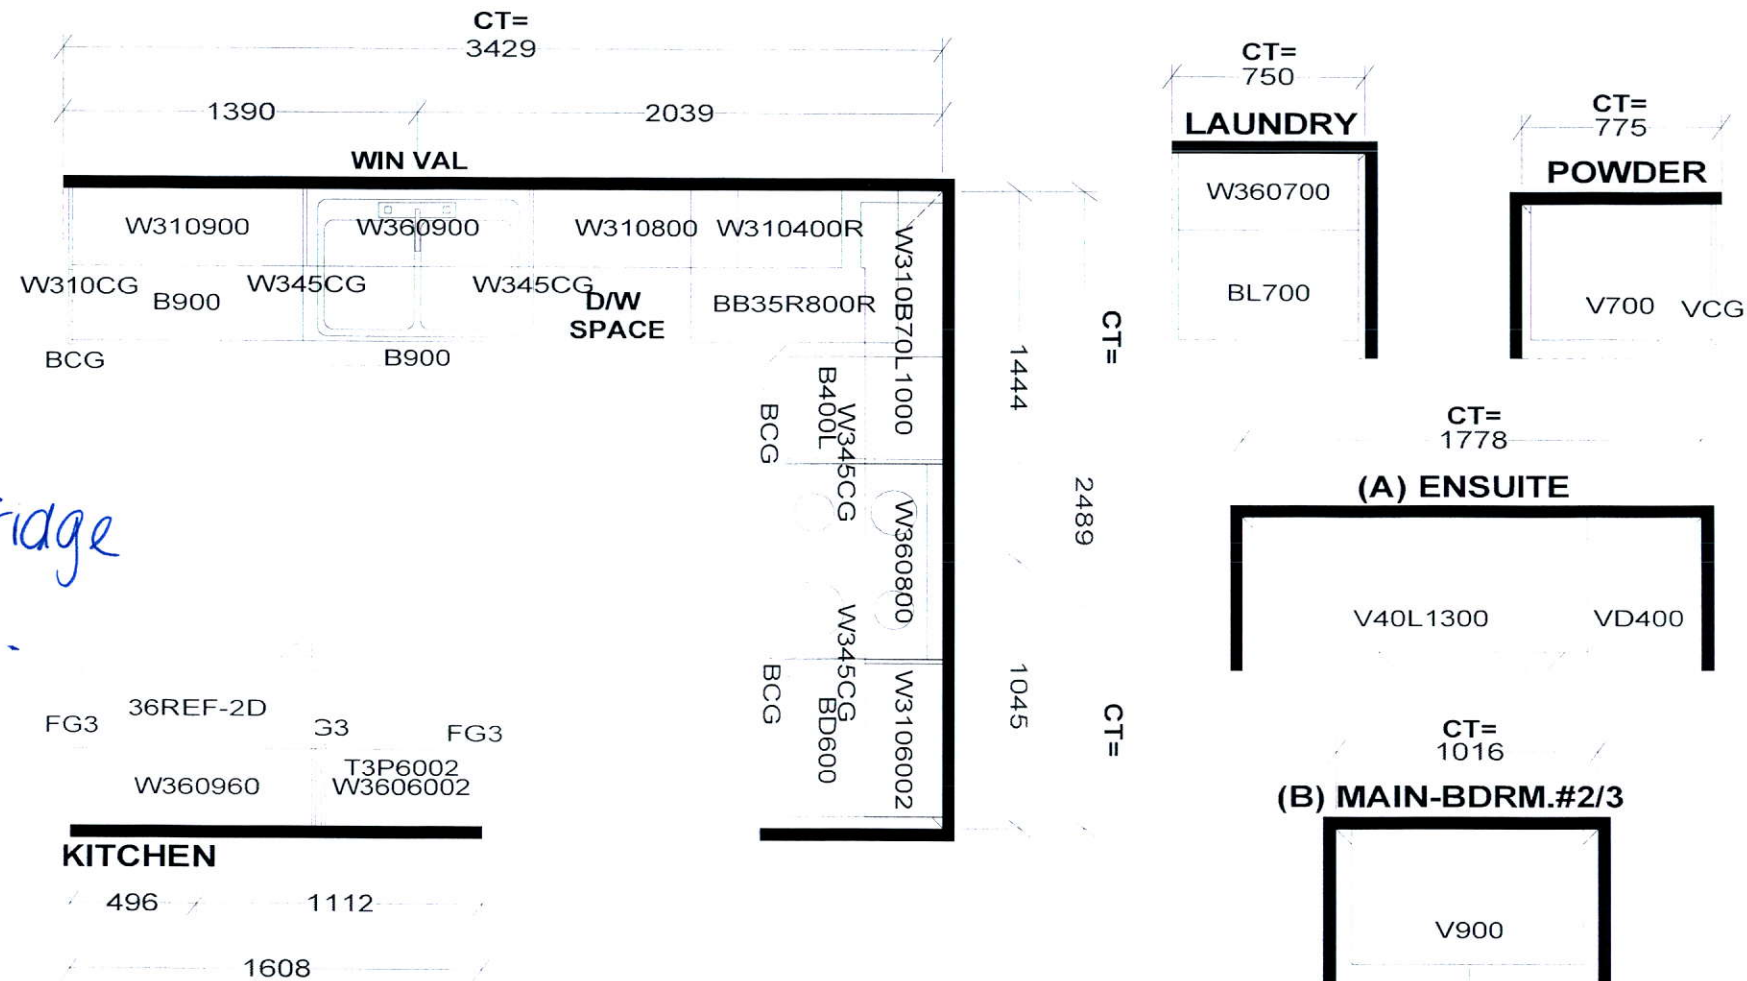 CT=
3429
1390
2039
WIN VAL
W310900
W360900
W310800
W310400R
W310CG
B900
W345CG
W345CG
D/W
SPACE
BB35R800R
BCG
B900
W310B70L1000
B400L
W345CG
BCG
W360800
W345CG
BCG
BD600
W3106002
1444
1045
2489
CT=
CT=
36REF-2D
FG3
G3
FG3
W360960
T3P6002
W3606002
KITCHEN
496
1112
1608
CT=
750
LAUNDRY
W360700
BL700
CT=
775
POWDER
V700
VCG
CT=
1778
(A) ENSUITE
V40L1300
VD400
CT=
1016
(B) MAIN-BDRM.#2/3
V900